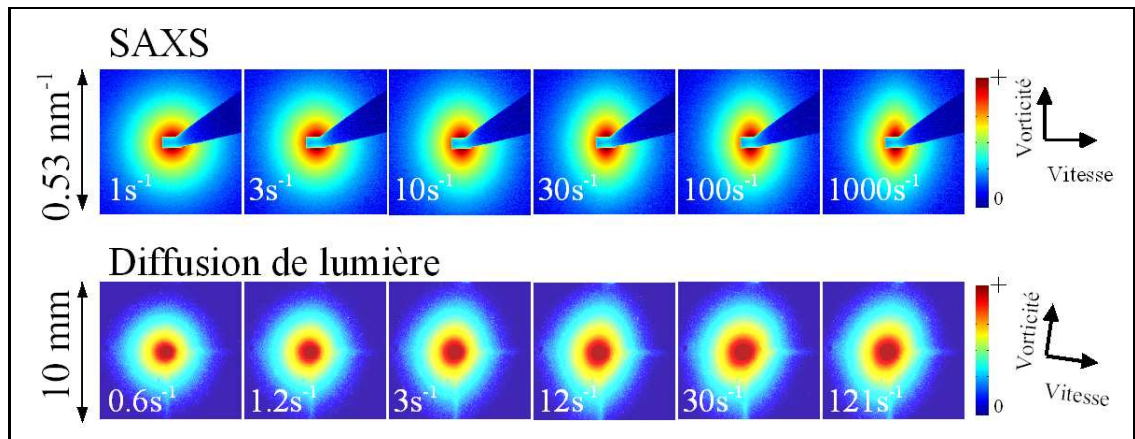 SAXS
0.53 nm⁻¹
1s⁻¹
3s⁻¹
10s⁻¹
30s⁻¹
100s⁻¹
1000s⁻¹
+
0
Vorticité
Vitesse
Diffusion de lumière
10 mm
0.6s⁻¹
1.2s⁻¹
3s⁻¹
12s⁻¹
30s⁻¹
121s⁻¹
+
0
Vorticité
Vitesse